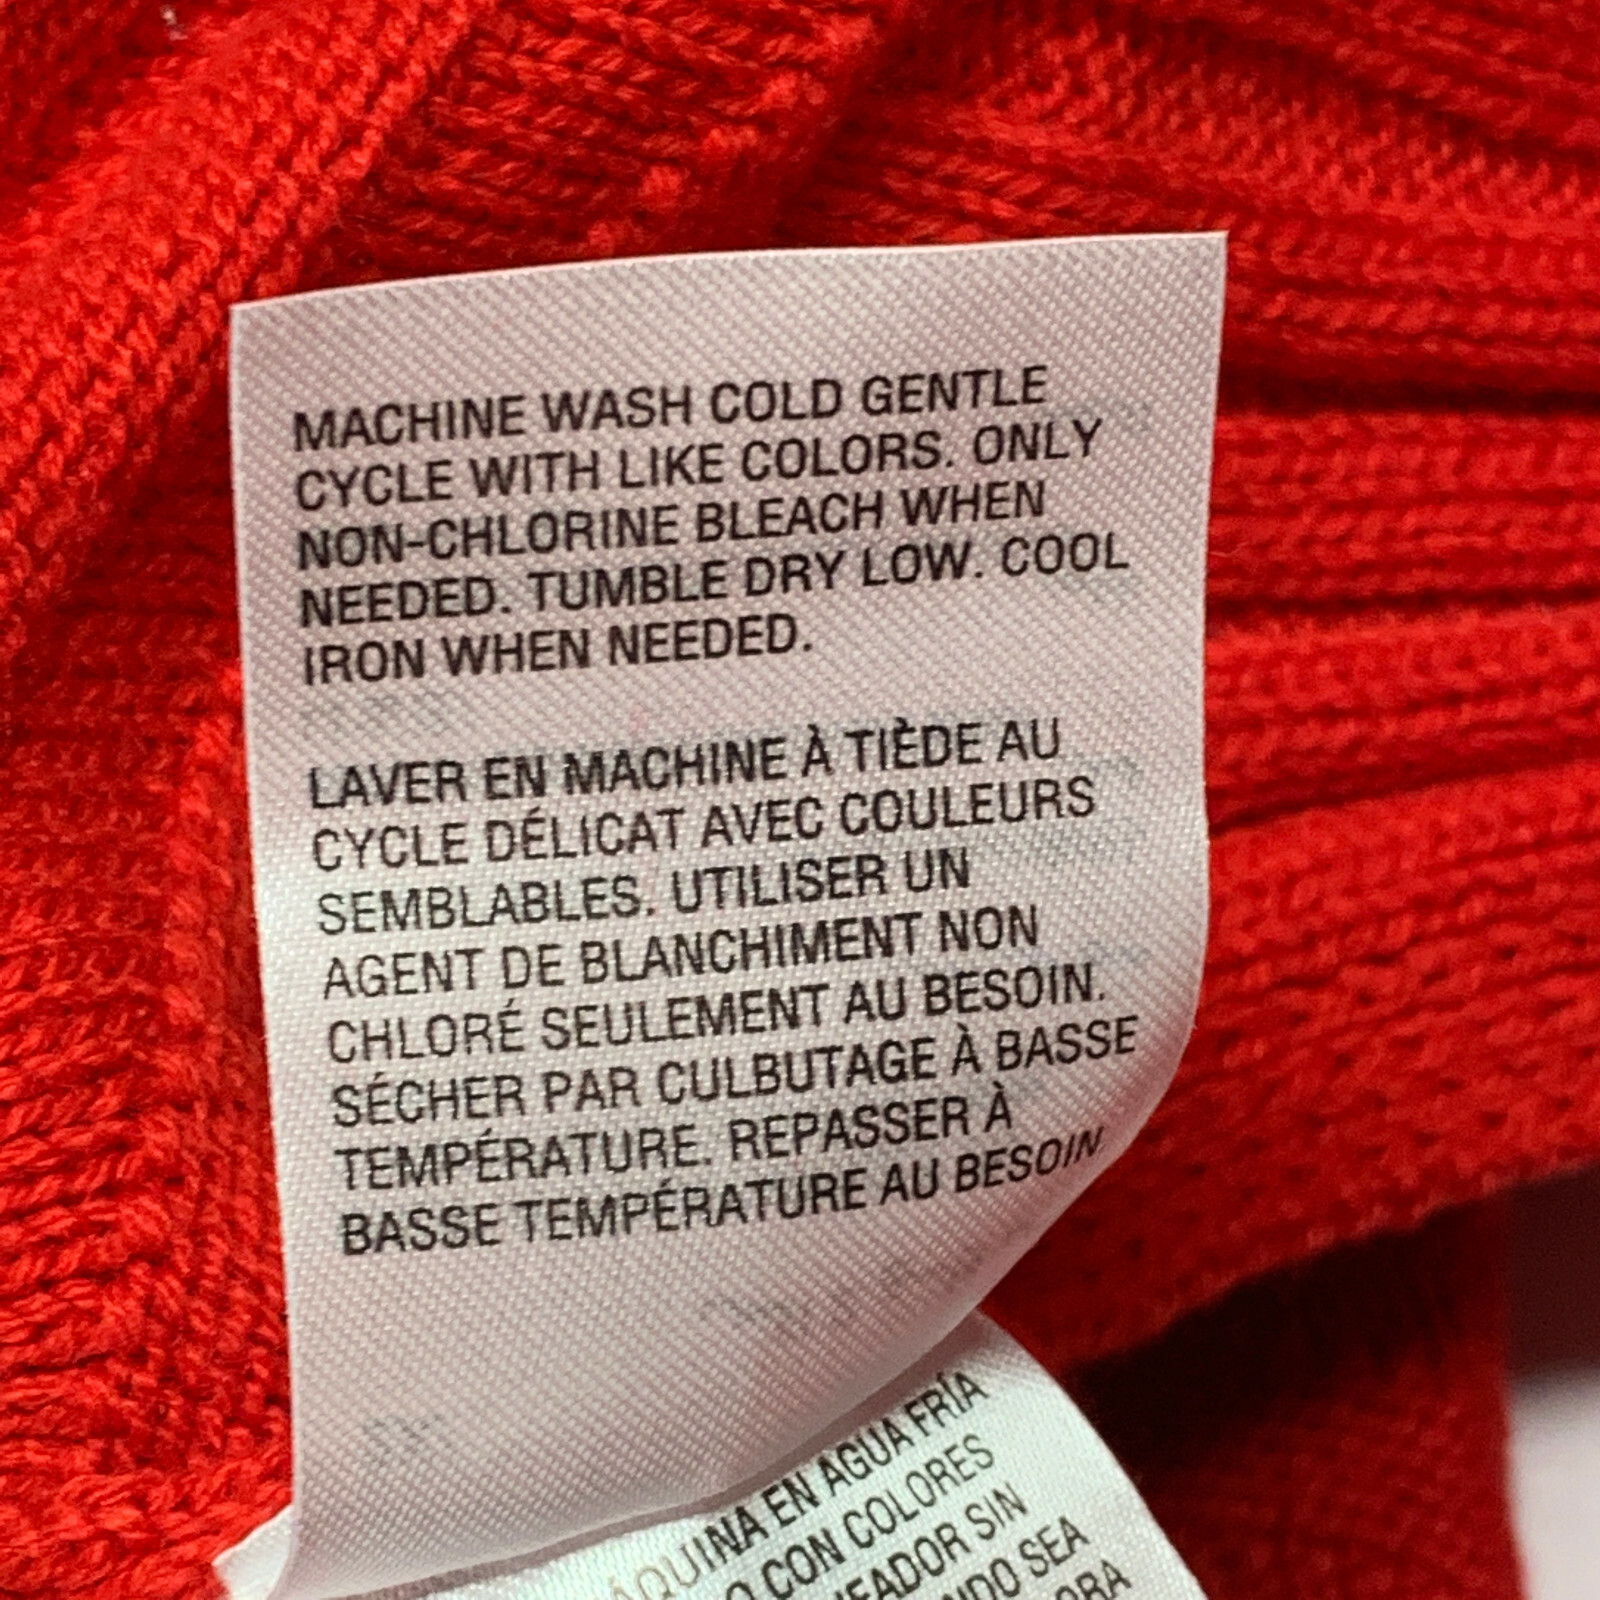 MACHINE WASH COLD GENTLE
CYCLE WITH LIKE COLORS. ONLY
NON-CHLORINE BLEACH WHEN
NEEDED. TUMBLE DRY LOW. COOL
IRON WHEN NEEDED.
LAVER EN MACHINE À TIÈDE AU
CYCLE DÉLICAT AVEC COULEURS
SEMBLABLES. UTILISER UN
AGENT DE BLANCHIMENT NON
CHLORÉ SEULEMENT AU BESOIN.
SÉCHER PAR CULBUTAGE À BASSE
TEMPÉRATURE. REPASSER À
BASSE TEMPÉRATURE AU BESOIN.
EN AGUA FRÍA
CON COLORES
SIN
SEA